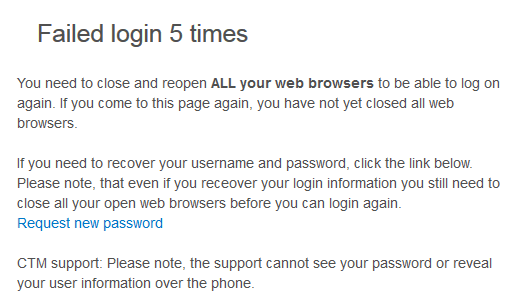 Failed login 5 times
You need to close and reopen ALL your web browsers to be able to log on
again. If you come to this page again, you have not yet closed all web
browsers.
If you need to recover your username and password, click the link below.
Please note, that even if you receover your login information you still need to
close all your open web browsers before you can login again.
Request new password
CTM support: Please note, the support cannot see your password or reveal
your user information over the phone.